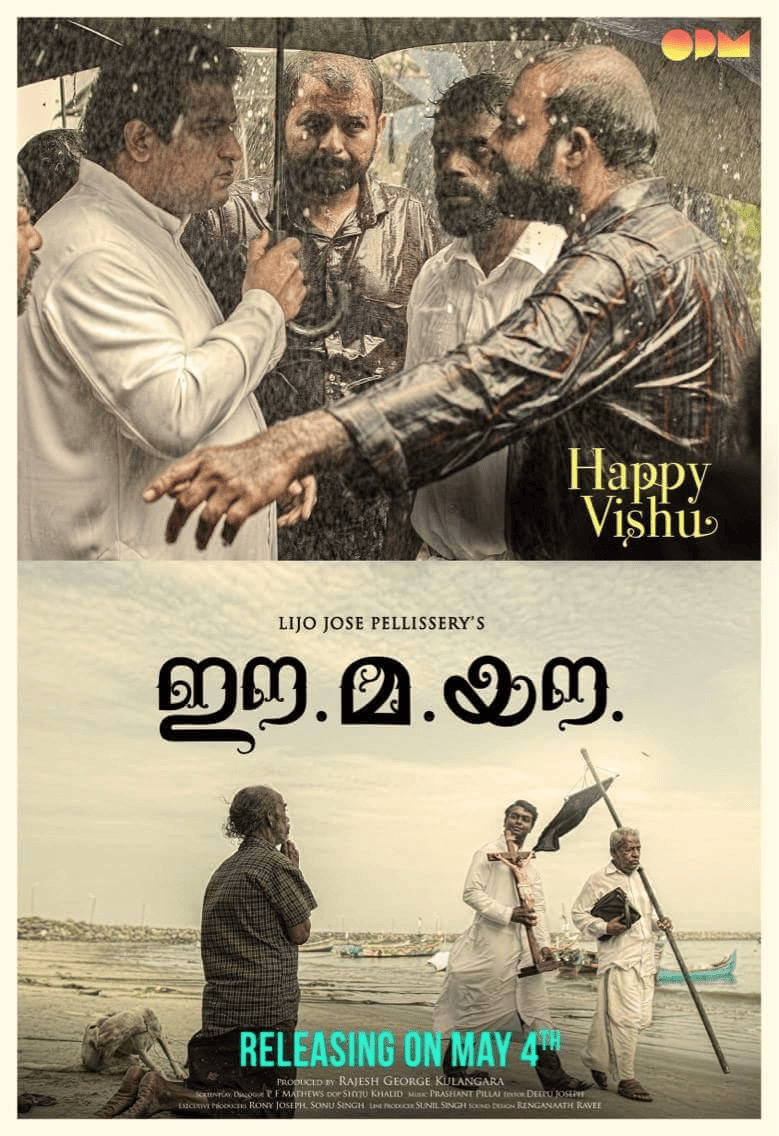 OPM
Happy
Vishu
LIJO JOSE PELLISSERY'S
ഈ.മ.യൗ.
RELEASING ON MAY 4TH
PRODUCED BY RAJESH GEORGE KULANGARA
SCREENPLAY, DIALOGUE P F MATHEWS DOP SHYJU KHALID MUSIC PRASHANT PILLAI EDITOR DEEPU JOSEPH
EXECUTIVE PRODUCERS RONY JOSEPH, SONU SINGH LINE PRODUCER SUNIL SINGH SOUND DESIGN RENGANAATH RAVEE